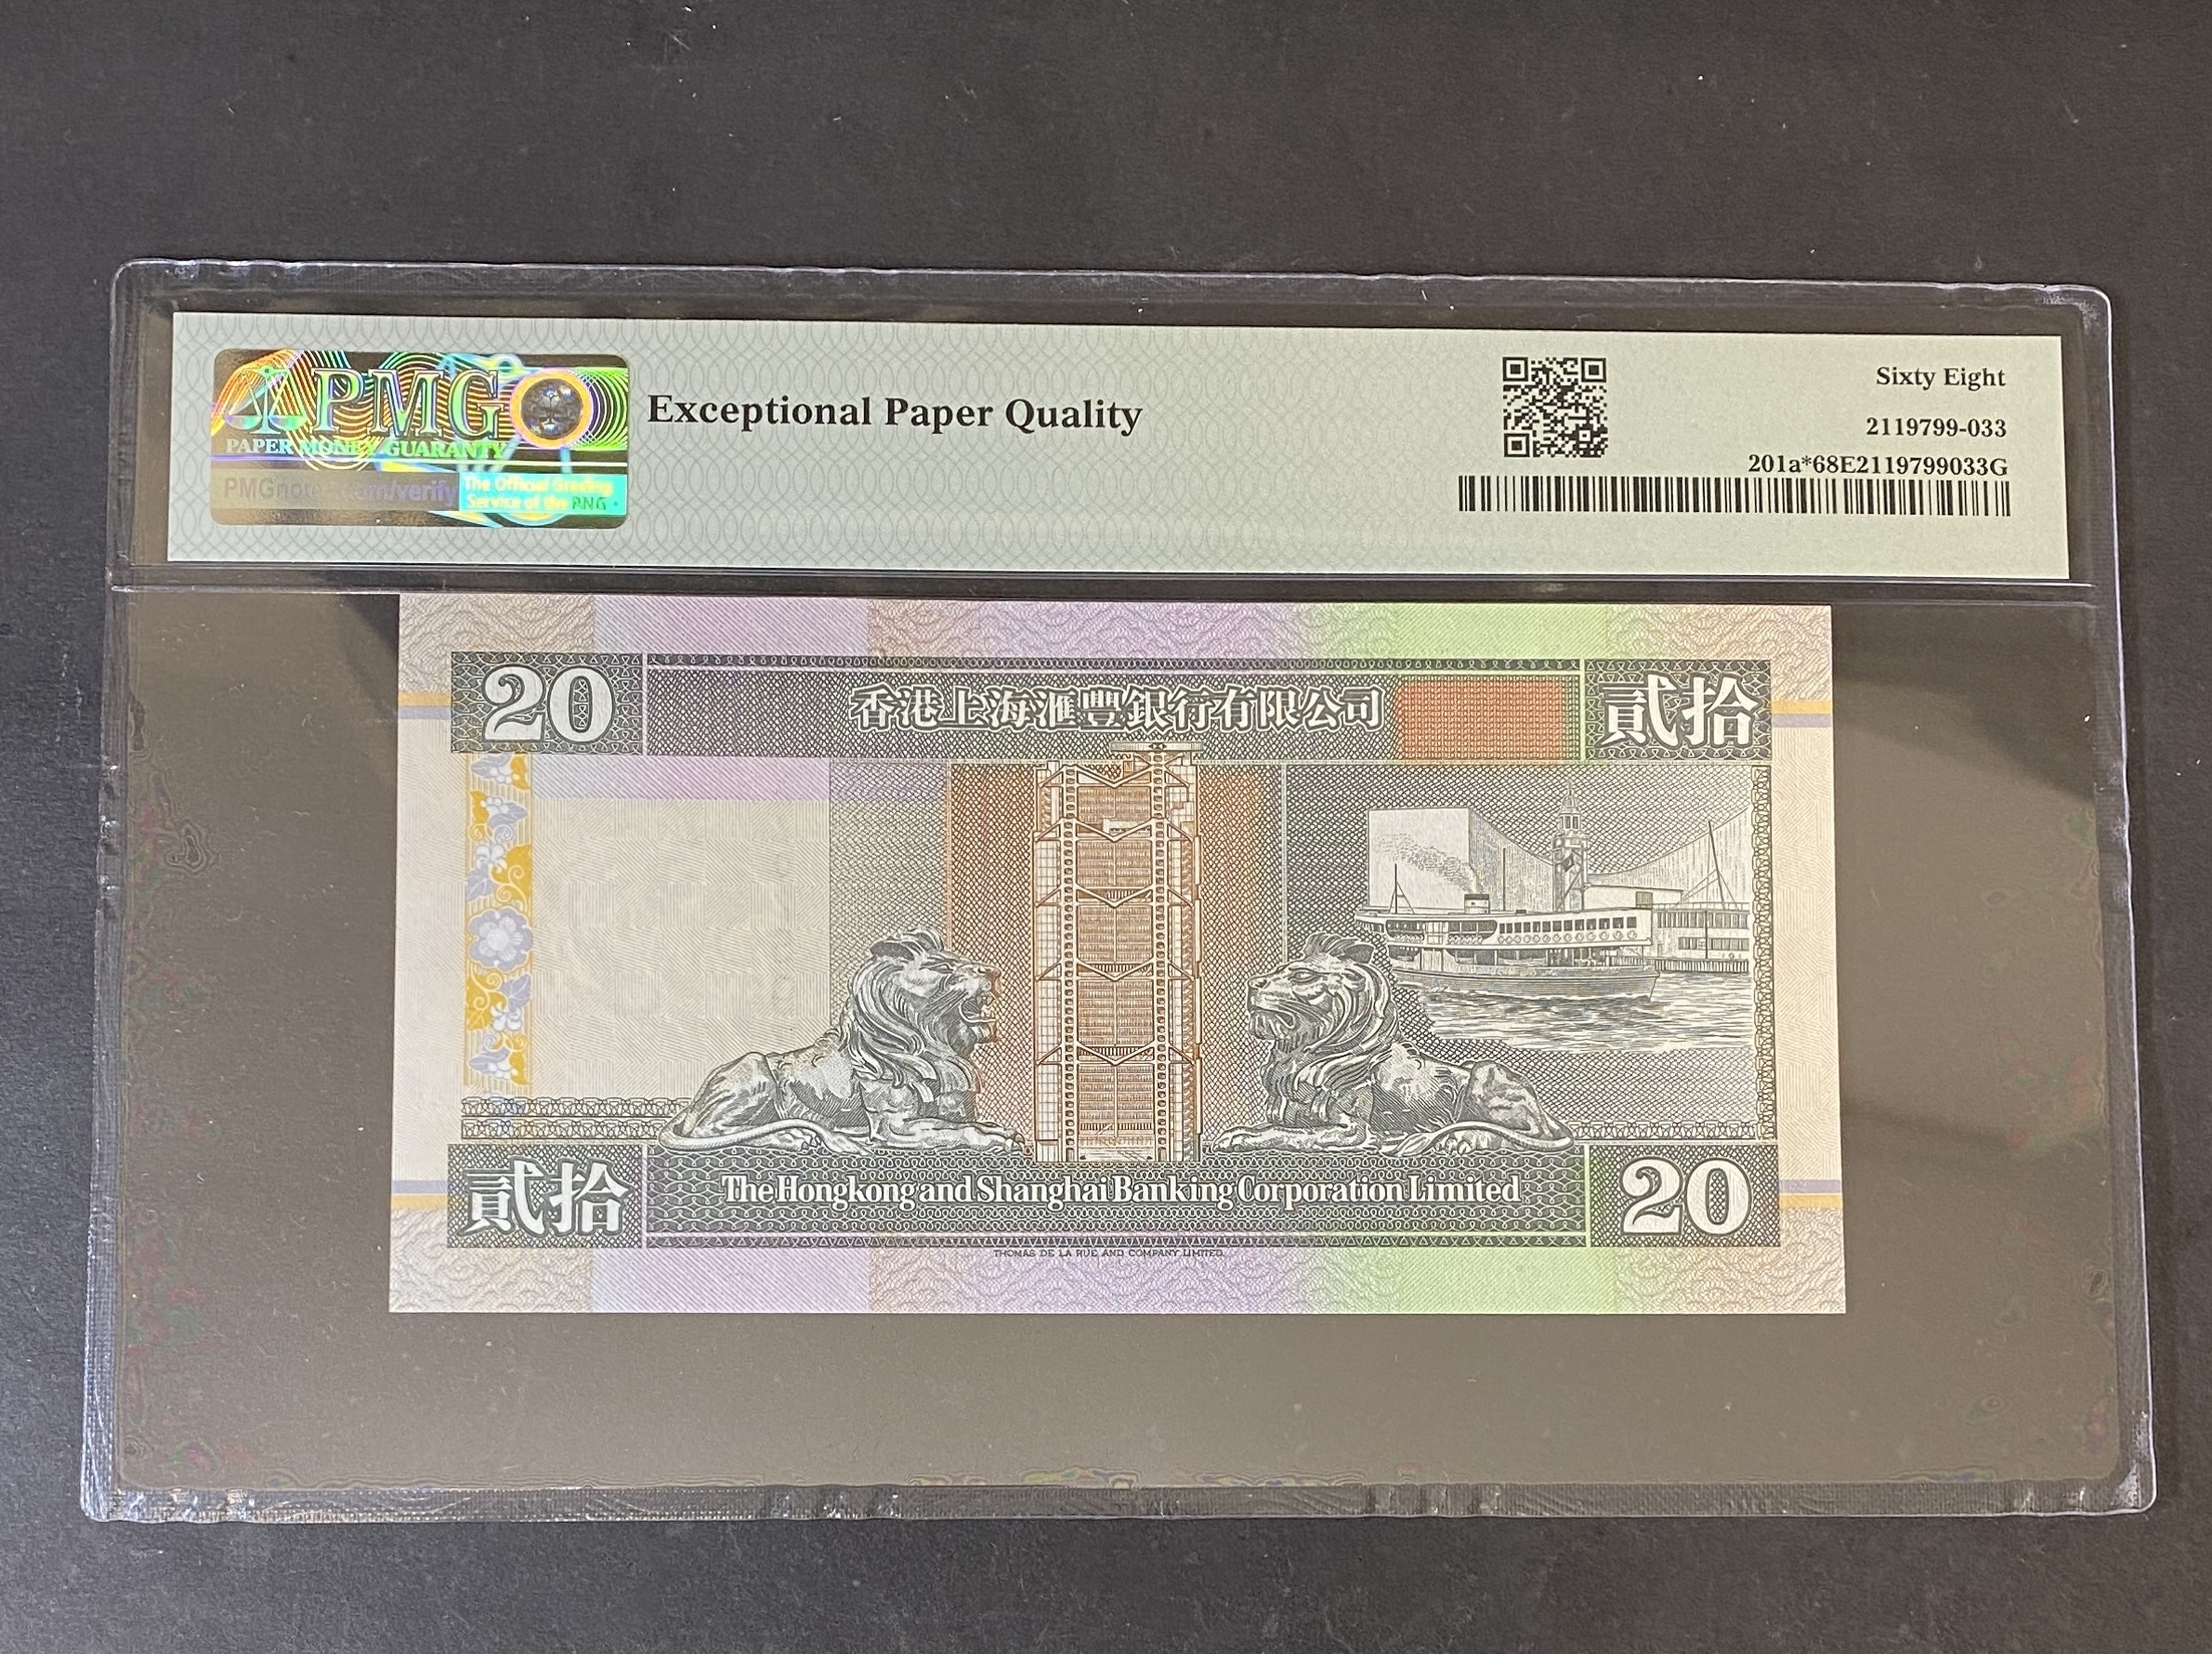 PMG
PAPER MONEY GUARANTY
PMGnote om/verify
The Official Grading
Service of the PNG
Exceptional Paper Quality
Sixty Eight
2119799-033
201a*68E2119799033G
20
香港上海滙豐銀行有限公司
貳拾
貳拾
The Hongkong and Shanghai Banking Corporation Limited
20
THOMAS DE LA RUE AND COMPANY LIMITED.